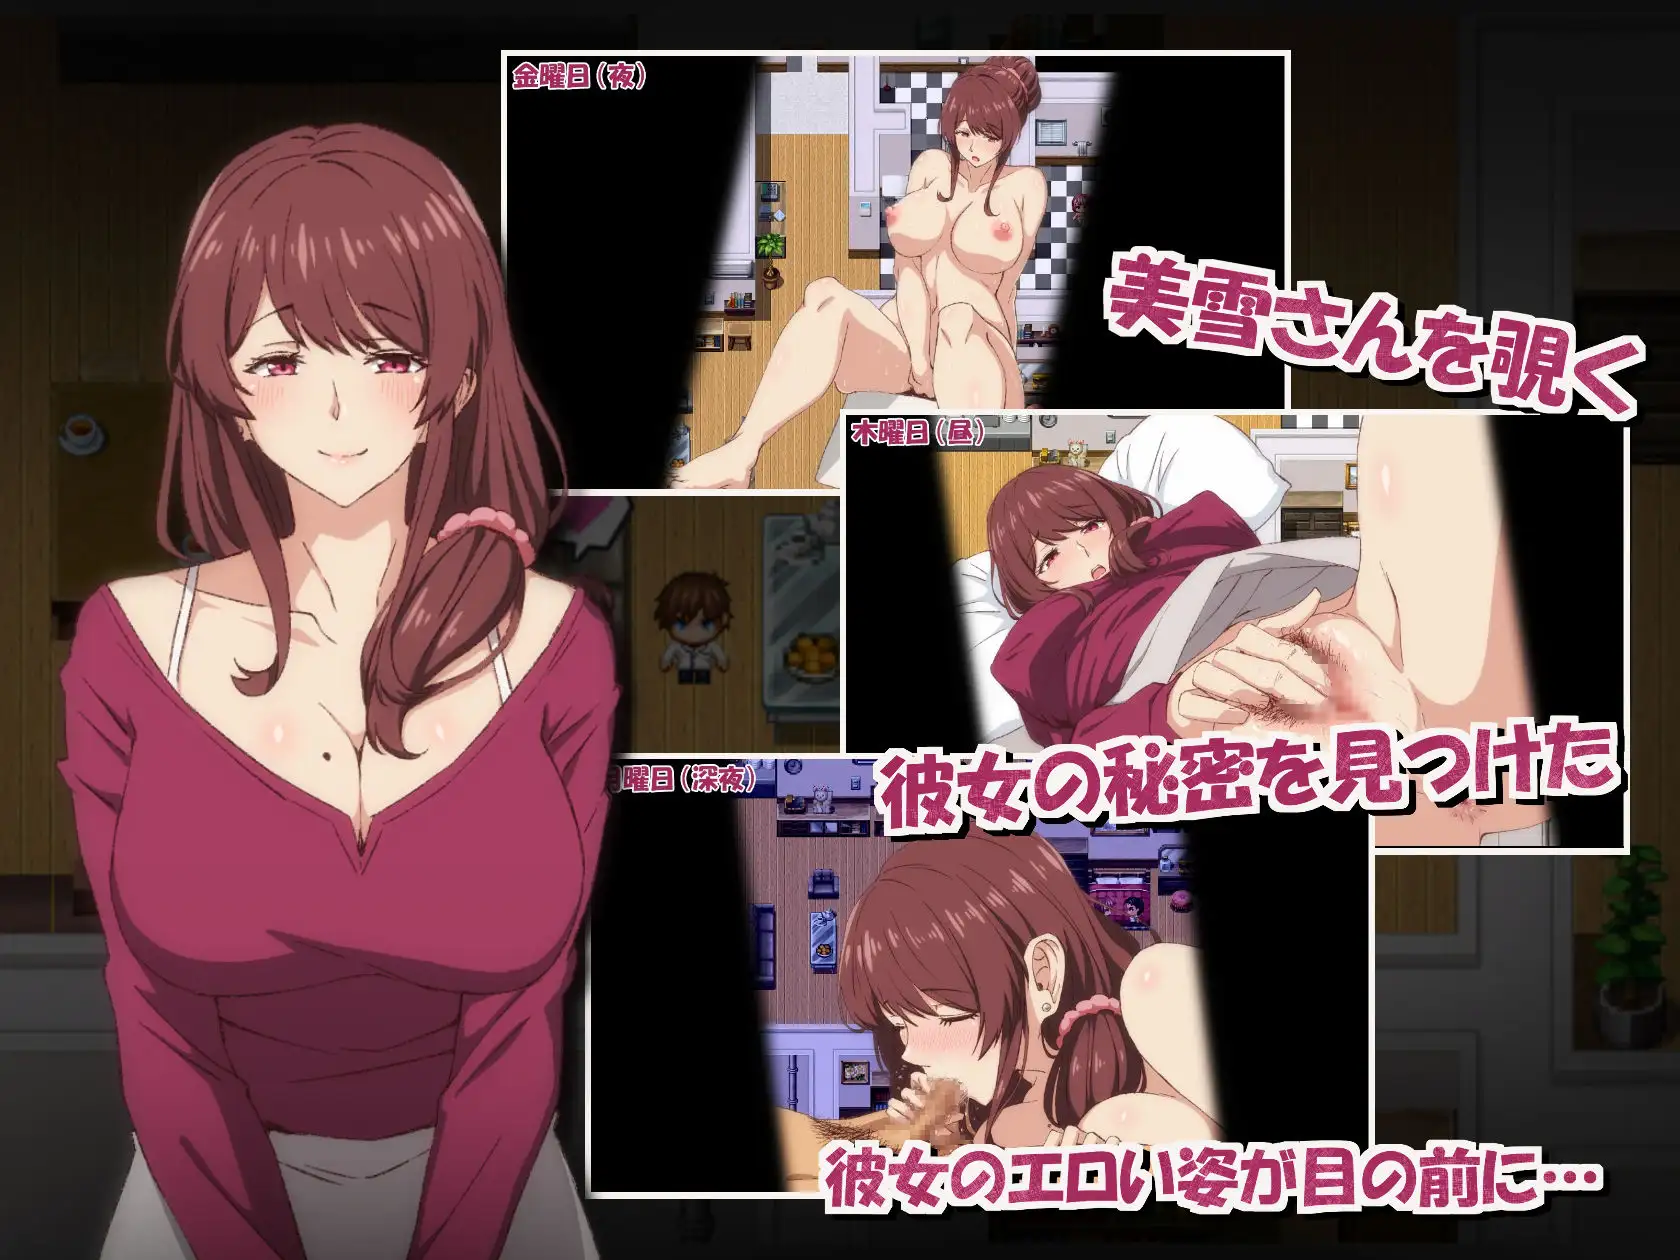 金曜日(夜)
美雪さんを覗く
木曜日(昼)
彼女の秘密を見つけた
月曜日(深夜)
彼女のエロい姿が目の前に…